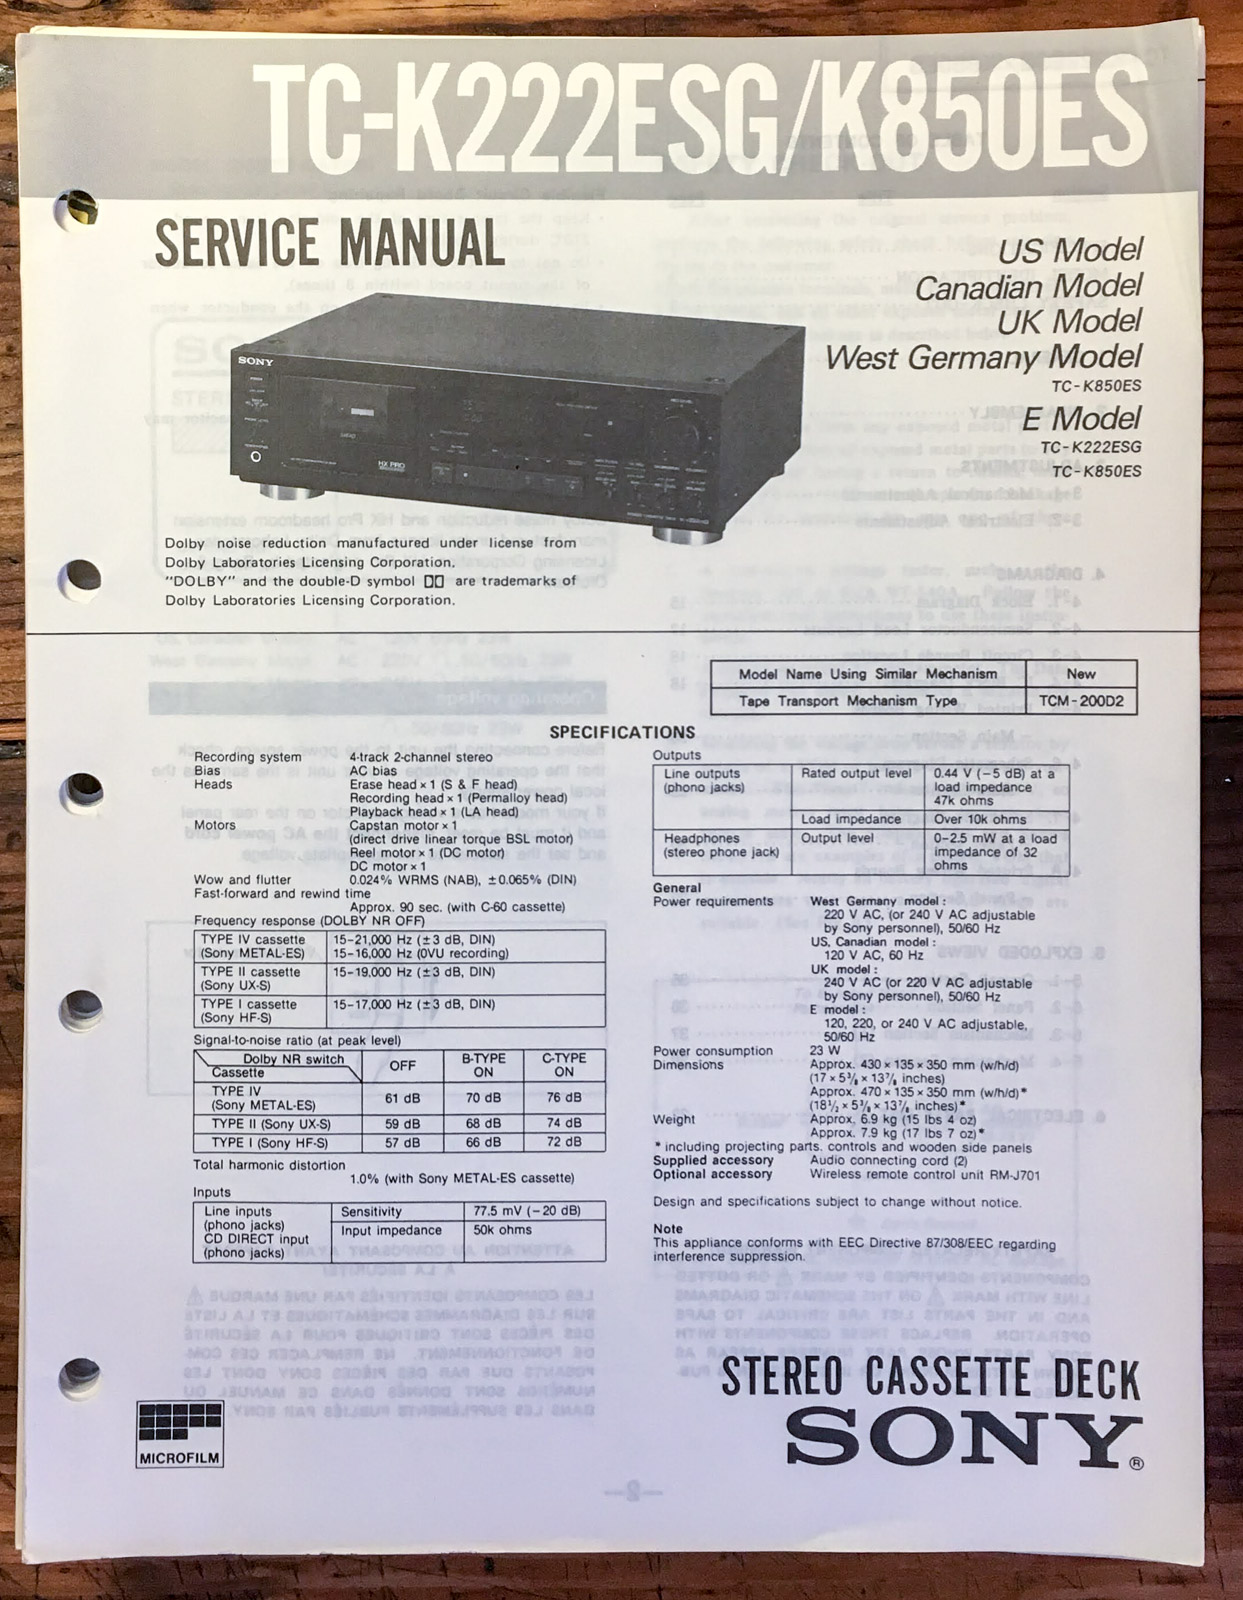 TC-K222ESG/K850ES
SERVICE MANUAL
US Model
Canadian Model
UK Model
West Germany Model
TC-K850ES
E Model
TC-K222ESG
TC-K850ES
SONY
HX PRO
Dolby noise reduction manufactured under license from
Dolby Laboratories Licensing Corporation.
"DOLBY" and the double-D symbol are trademarks of
Dolby Laboratories Licensing Corporation.
Model Name Using Similar Mechanism New
Tape Transport Mechanism Type TCM-200D2
SPECIFICATIONS
Recording system 4-track 2-channel stereo
Bias AC bias
Heads Erase head × 1 (S & F head)
Recording head × 1 (Permalloy head)
Playback head × 1 (LA head)
Motors Capstan motor × 1
(direct drive linear torque BSL motor)
Reel motor × 1 (DC motor)
DC motor × 1
Wow and flutter 0.024% WRMS (NAB), ±0.065% (DIN)
Fast-forward and rewind time
Approx. 90 sec. (with C-60 cassette)
Frequency response (DOLBY NR OFF)
TYPE IV cassette 15-21,000 Hz (±3 dB, DIN)
(Sony METAL-ES) 15-16,000 Hz (0VU recording)
TYPE II cassette 15-19,000 Hz (±3 dB, DIN)
(Sony UX-S)
TYPE I cassette 15-17,000 Hz (±3 dB, DIN)
(Sony HF-S)
Signal-to-noise ratio (at peak level)
Dolby NR switch OFF B-TYPE C-TYPE
Cassette ON ON
TYPE IV
(Sony METAL-ES) 61 dB 70 dB 76 dB
TYPE II (Sony UX-S) 59 dB 68 dB 74 dB
TYPE I (Sony HF-S) 57 dB 66 dB 72 dB
Total harmonic distortion
1.0% (with Sony METAL-ES cassette)
Inputs
Line inputs Sensitivity 77.5 mV (-20 dB)
(phono jacks) Input impedance 50k ohms
CD DIRECT input
(phono jacks)
Outputs
Line outputs Rated output level 0.44 V (-5 dB) at a
(phono jacks) load impedance
47k ohms
Load impedance Over 10k ohms
Headphones Output level 0-2.5 mW at a load
(stereo phone jack) impedance of 32
ohms
General
Power requirements West Germany model:
220 V AC, (or 240 V AC adjustable
by Sony personnel), 50/60 Hz
US, Canadian model:
120 V AC, 60 Hz
UK model:
240 V AC (or 220 V AC adjustable
by Sony personnel), 50/60 Hz
E model:
120, 220, or 240 V AC adjustable,
50/60 Hz
Power consumption 23 W
Dimensions Approx. 430 × 135 × 350 mm (w/h/d)
(17 × 5 3/8 × 13 7/8 inches)
Approx. 470 × 135 × 350 mm (w/h/d)*
(18 1/2 × 5 3/8 × 13 7/8 inches)*
Weight Approx. 6.9 kg (15 lbs 4 oz)
Approx. 7.9 kg (17 lbs 7 oz)*
* including projecting parts. controls and wooden side panels
Supplied accessory Audio connecting cord (2)
Optional accessory Wireless remote control unit RM-J701
Design and specifications subject to change without notice.
Note
This appliance conforms with EEC Directive 87/308/EEC regarding
interference suppression.
MICROFILM
STEREO CASSETTE DECK
SONY®